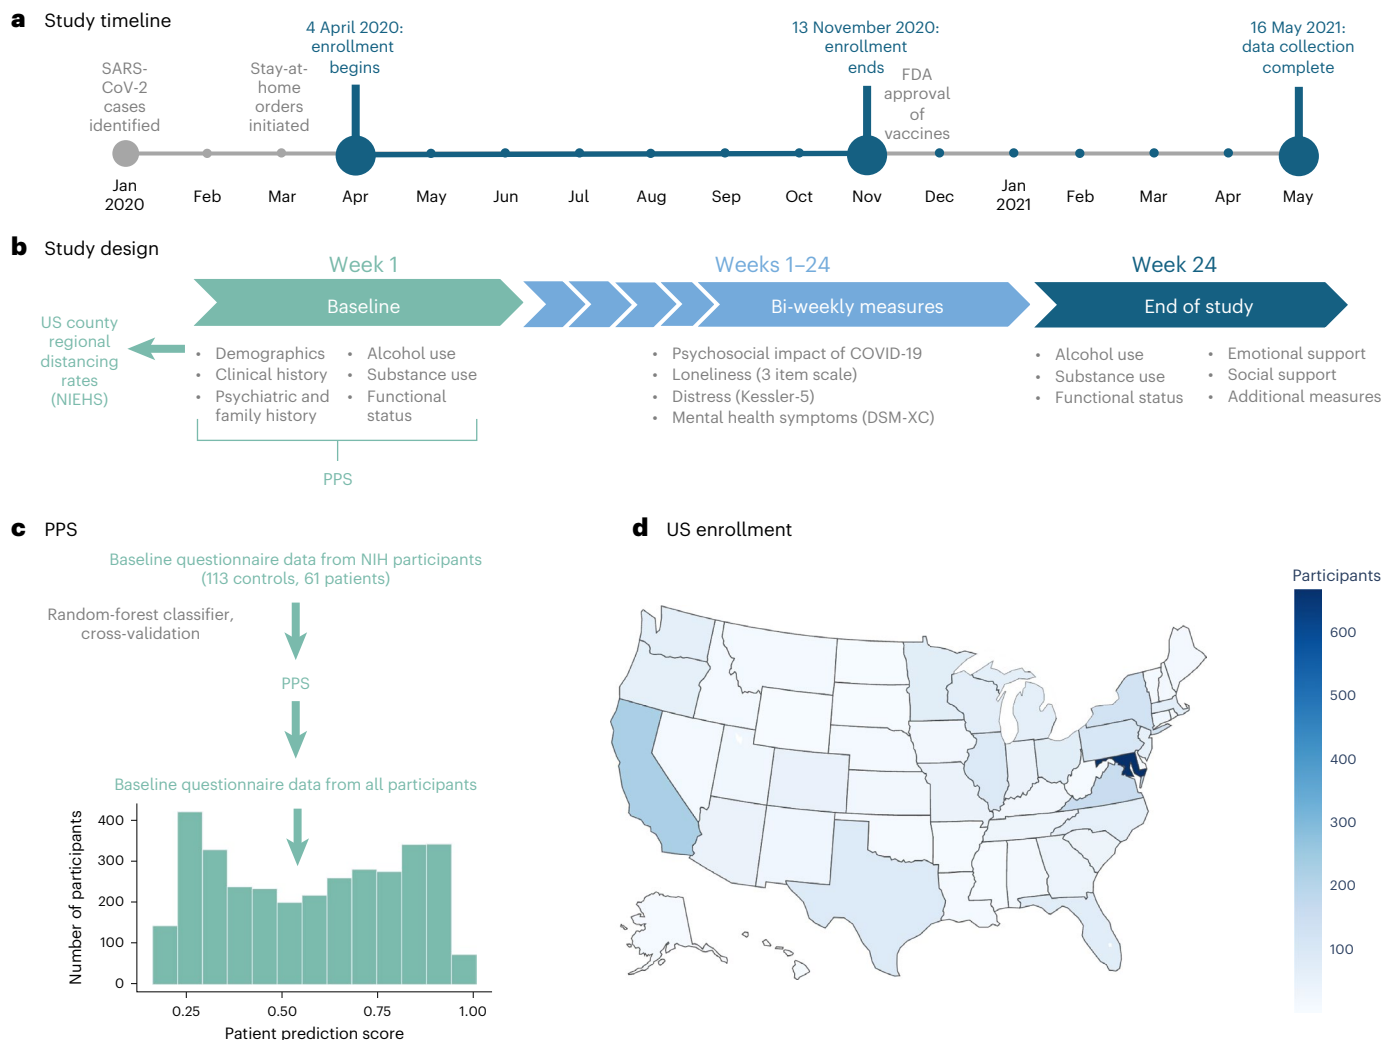 a Study timeline
4 April 2020:
enrollment
begins
13 November 2020:
enrollment
ends
16 May 2021:
data collection
complete
SARS-
CoV-2
cases
identified
Stay-at-
home
orders
initiated
FDA
approval
of
vaccines
Jan
2020
Feb
Mar
Apr
May
Jun
Jul
Aug
Sep
Oct
Nov
Dec
Jan
2021
Feb
Mar
Apr
May
b Study design
Week 1
Weeks 1–24
Week 24
Baseline
Bi-weekly measures
End of study
US county
regional
distancing
rates
(NIEHS)
• Demographics
• Clinical history
• Psychiatric and
family history
• Alcohol use
• Substance use
• Functional
status
PPS
• Psychosocial impact of COVID-19
• Loneliness (3 item scale)
• Distress (Kessler-5)
• Mental health symptoms (DSM-XC)
• Alcohol use
• Substance use
• Functional status
• Emotional support
• Social support
• Additional measures
c PPS
Baseline questionnaire data from NIH participants
(113 controls, 61 patients)
Random-forest classifier,
cross-validation
PPS
Baseline questionnaire data from all participants
Number of participants
400
300
200
100
0
0.25
0.50
0.75
1.00
Patient prediction score
d US enrollment
Participants
600
500
400
300
200
100